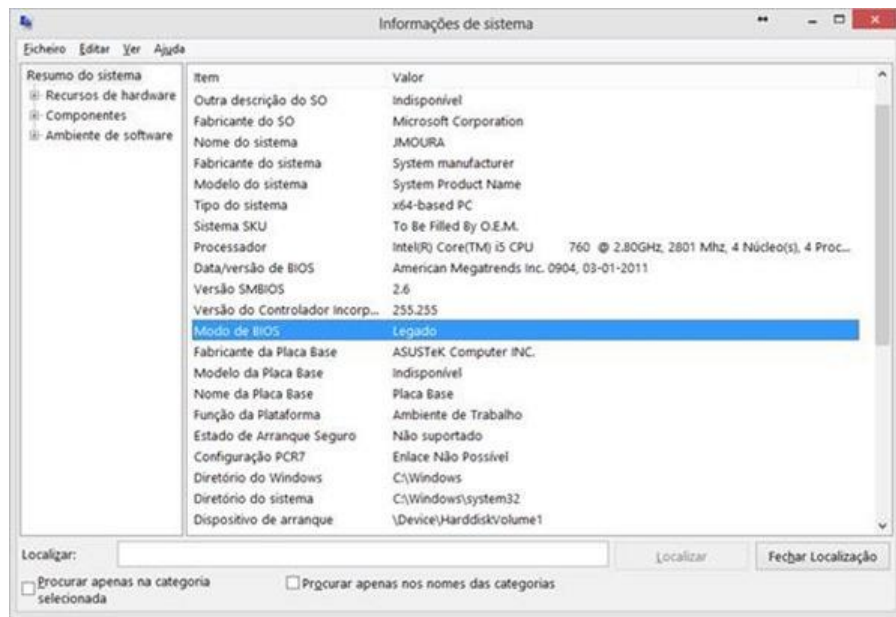 Informações de sistema
Ficheiro Editar Ver Ajuda
Resumo do sistema
Recursos de hardware
Componentes
Ambiente de software
Item Valor
Outra descrição do SO Indisponível
Fabricante do SO Microsoft Corporation
Nome do sistema JMOURA
Fabricante do sistema System manufacturer
Modelo do sistema System Product Name
Tipo do sistema x64-based PC
Sistema SKU To Be Filled By O.E.M.
Processador Intel(R) Core(TM) i5 CPU 760 @ 2.80GHz, 2801 Mhz, 4 Núcleo(s), 4 Proc...
Data/versão de BIOS American Megatrends Inc. 0904, 03-01-2011
Versão SMBIOS 2.6
Versão do Controlador Incorp... 255.255
Modo de BIOS Legado
Fabricante da Placa Base ASUSTeK Computer INC.
Modelo da Placa Base Indisponível
Nome da Placa Base Placa Base
Função da Plataforma Ambiente de Trabalho
Estado de Arranque Seguro Não suportado
Configuração PCR7 Enlace Não Possível
Diretório do Windows C:\Windows
Diretório do sistema C:\Windows\system32
Dispositivo de arranque \Device\HarddiskVolume1
Localizar: Localizar Fechar Localização
Procurar apenas na categoria
selecionada
Procurar apenas nos nomes das categorias